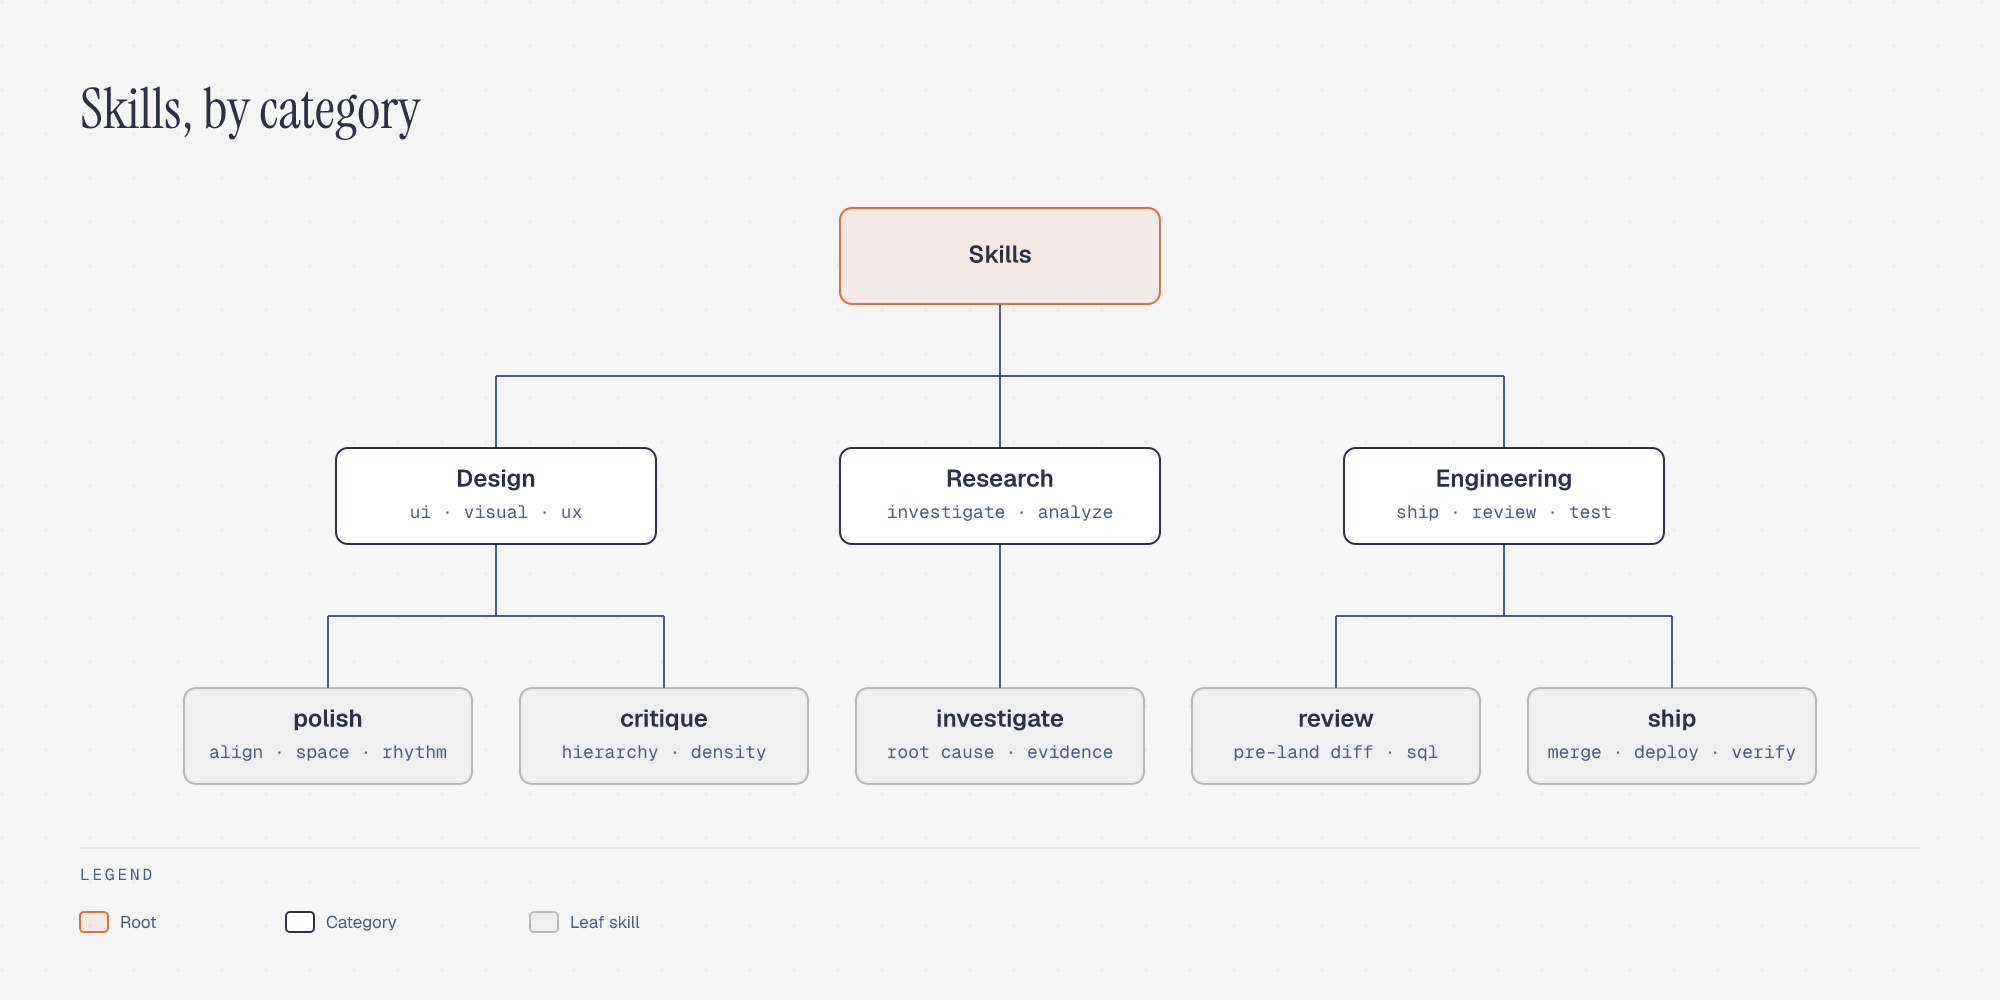 Skills, by category
Skills
Design
ui · visual · ux
Research
investigate · analyze
Engineering
ship · review · test
polish
align · space · rhythm
critique
hierarchy · density
investigate
root cause · evidence
review
pre-land diff · sql
ship
merge · deploy · verify
LEGEND
Root
Category
Leaf skill